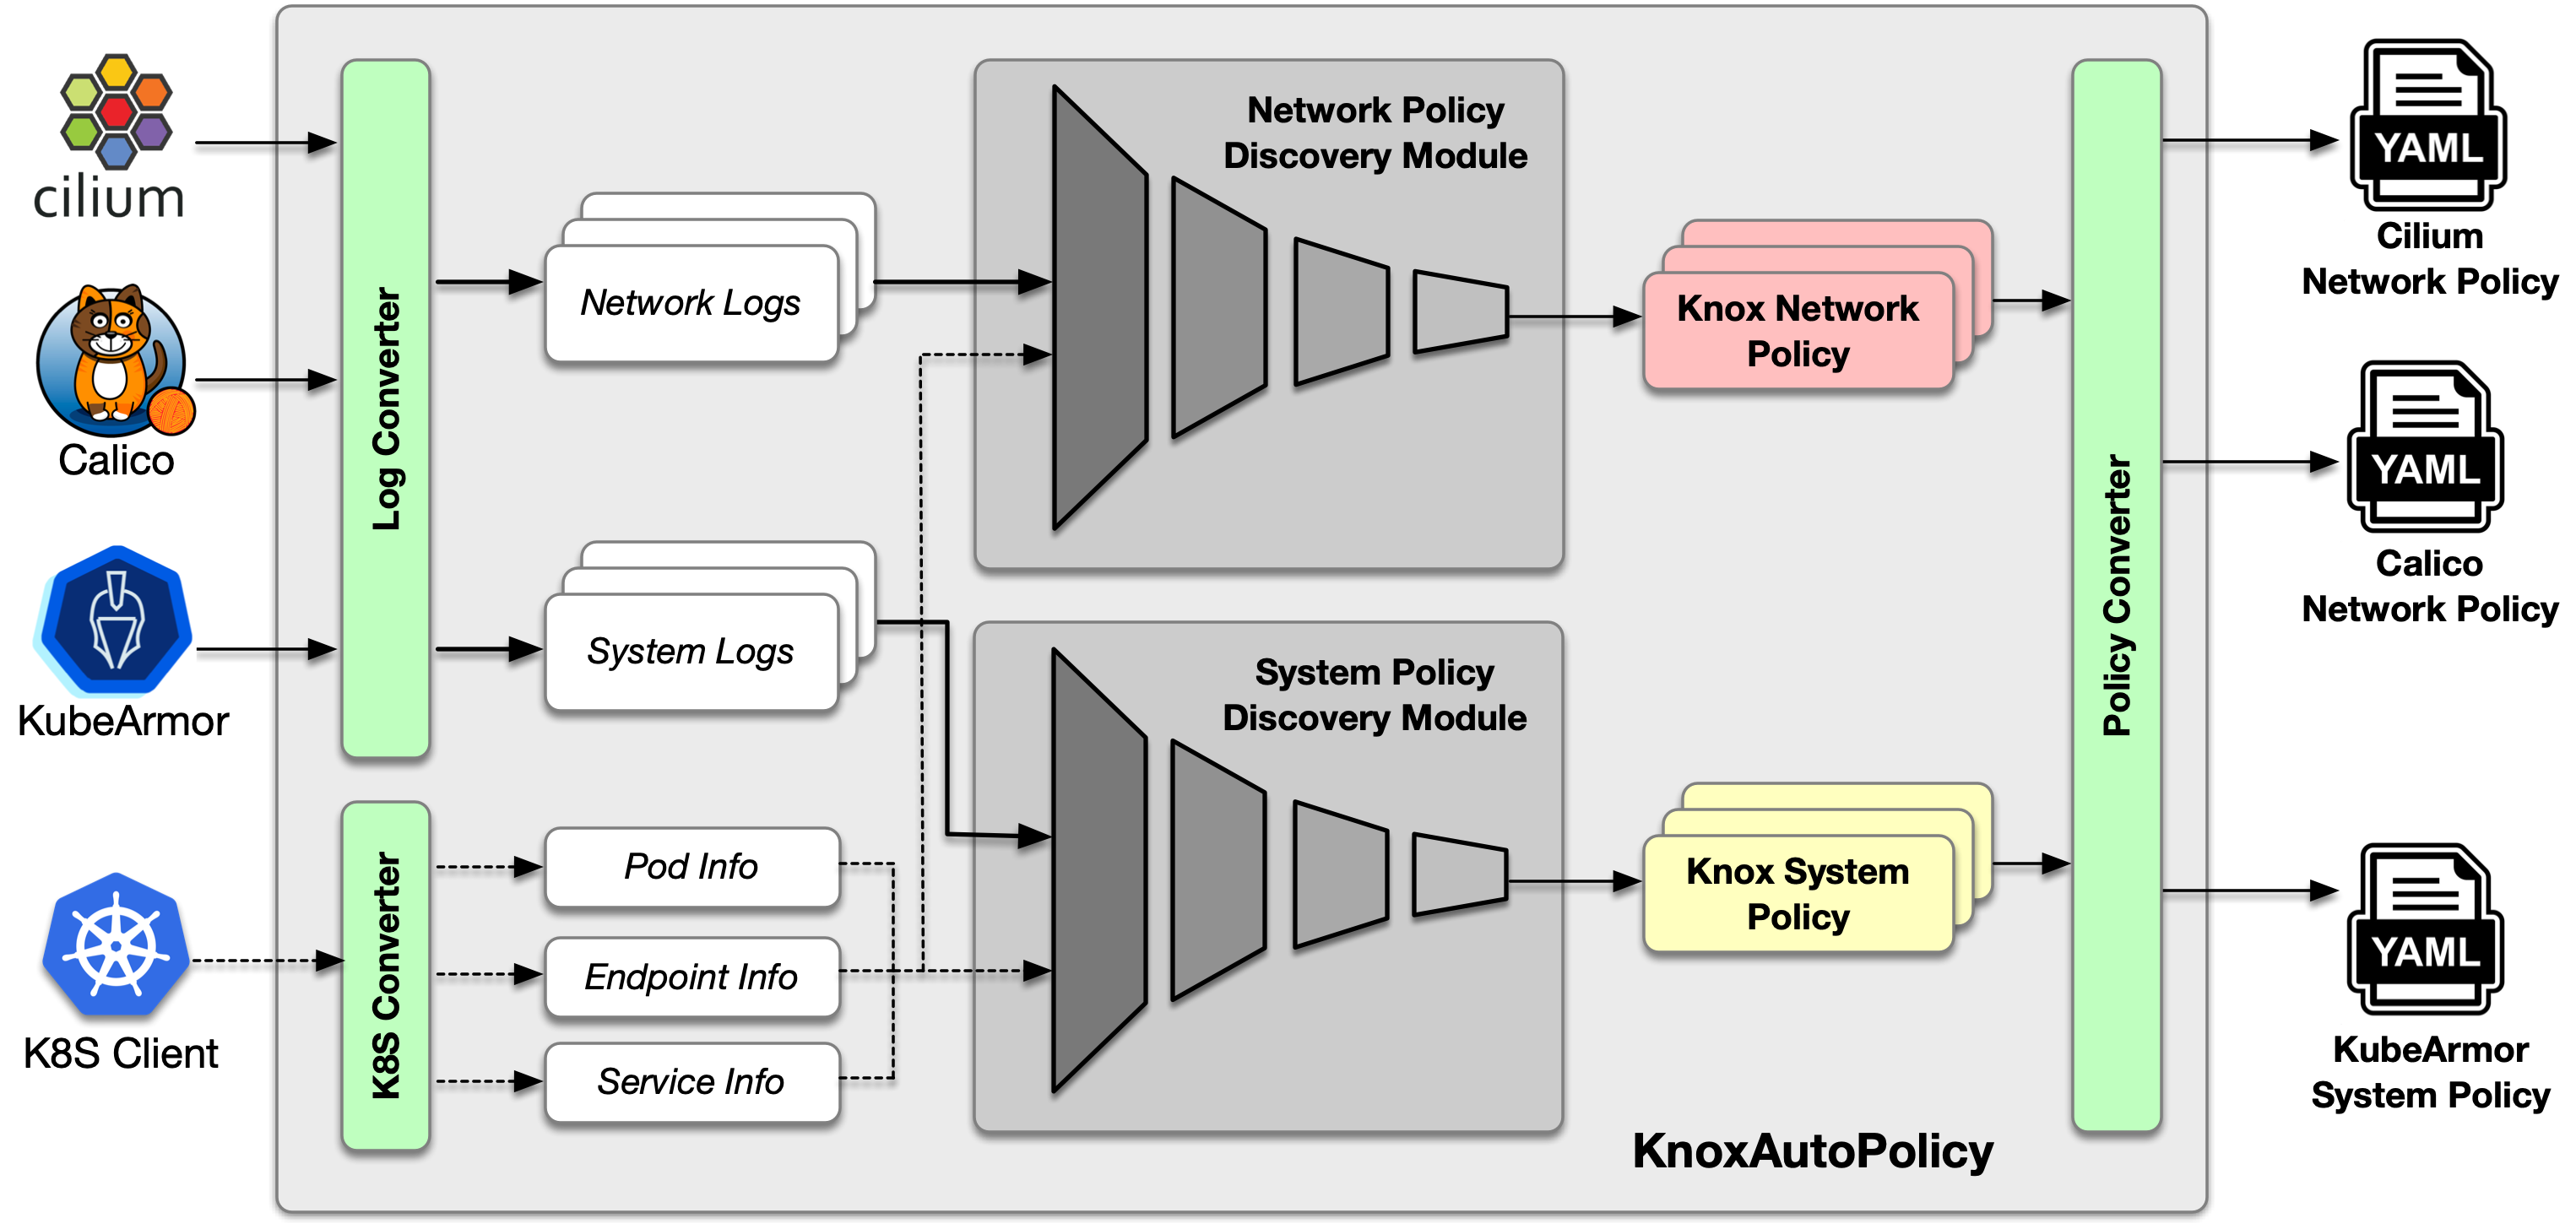 cilium
Calico
KubeArmor
K8S Client
Log Converter
K8S Converter
Network Logs
System Logs
Pod Info
Endpoint Info
Service Info
Network Policy
Discovery Module
System Policy
Discovery Module
Knox Network
Policy
Knox System
Policy
KnoxAutoPolicy
Policy Converter
YAML
Cilium
Network Policy
YAML
Calico
Network Policy
YAML
KubeArmor
System Policy